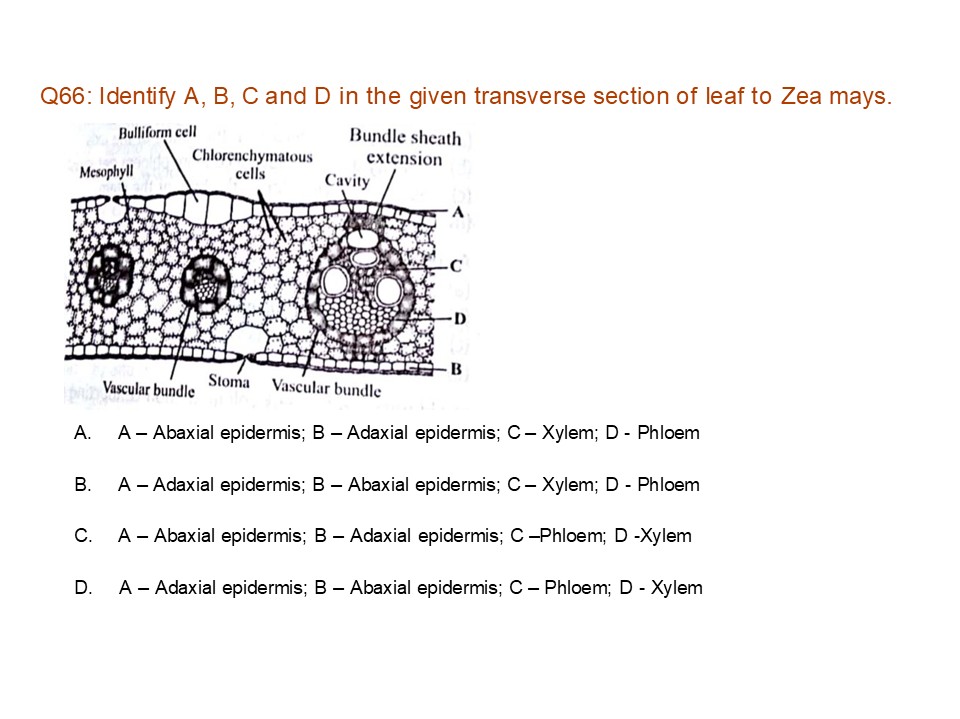 Q66: Identify A, B, C and D in the given transverse section of leaf to Zea mays.
Bulliform cell
Bundle sheath
extension
Chlorenchymatous
cells
Mesophyll
Cavity
A
C
D
B
Vascular bundle
Stoma
Vascular bundle
A. A – Abaxial epidermis; B – Adaxial epidermis; C – Xylem; D - Phloem
B. A – Adaxial epidermis; B – Abaxial epidermis; C – Xylem; D - Phloem
C. A – Abaxial epidermis; B – Adaxial epidermis; C –Phloem; D -Xylem
D. A – Adaxial epidermis; B – Abaxial epidermis; C – Phloem; D - Xylem